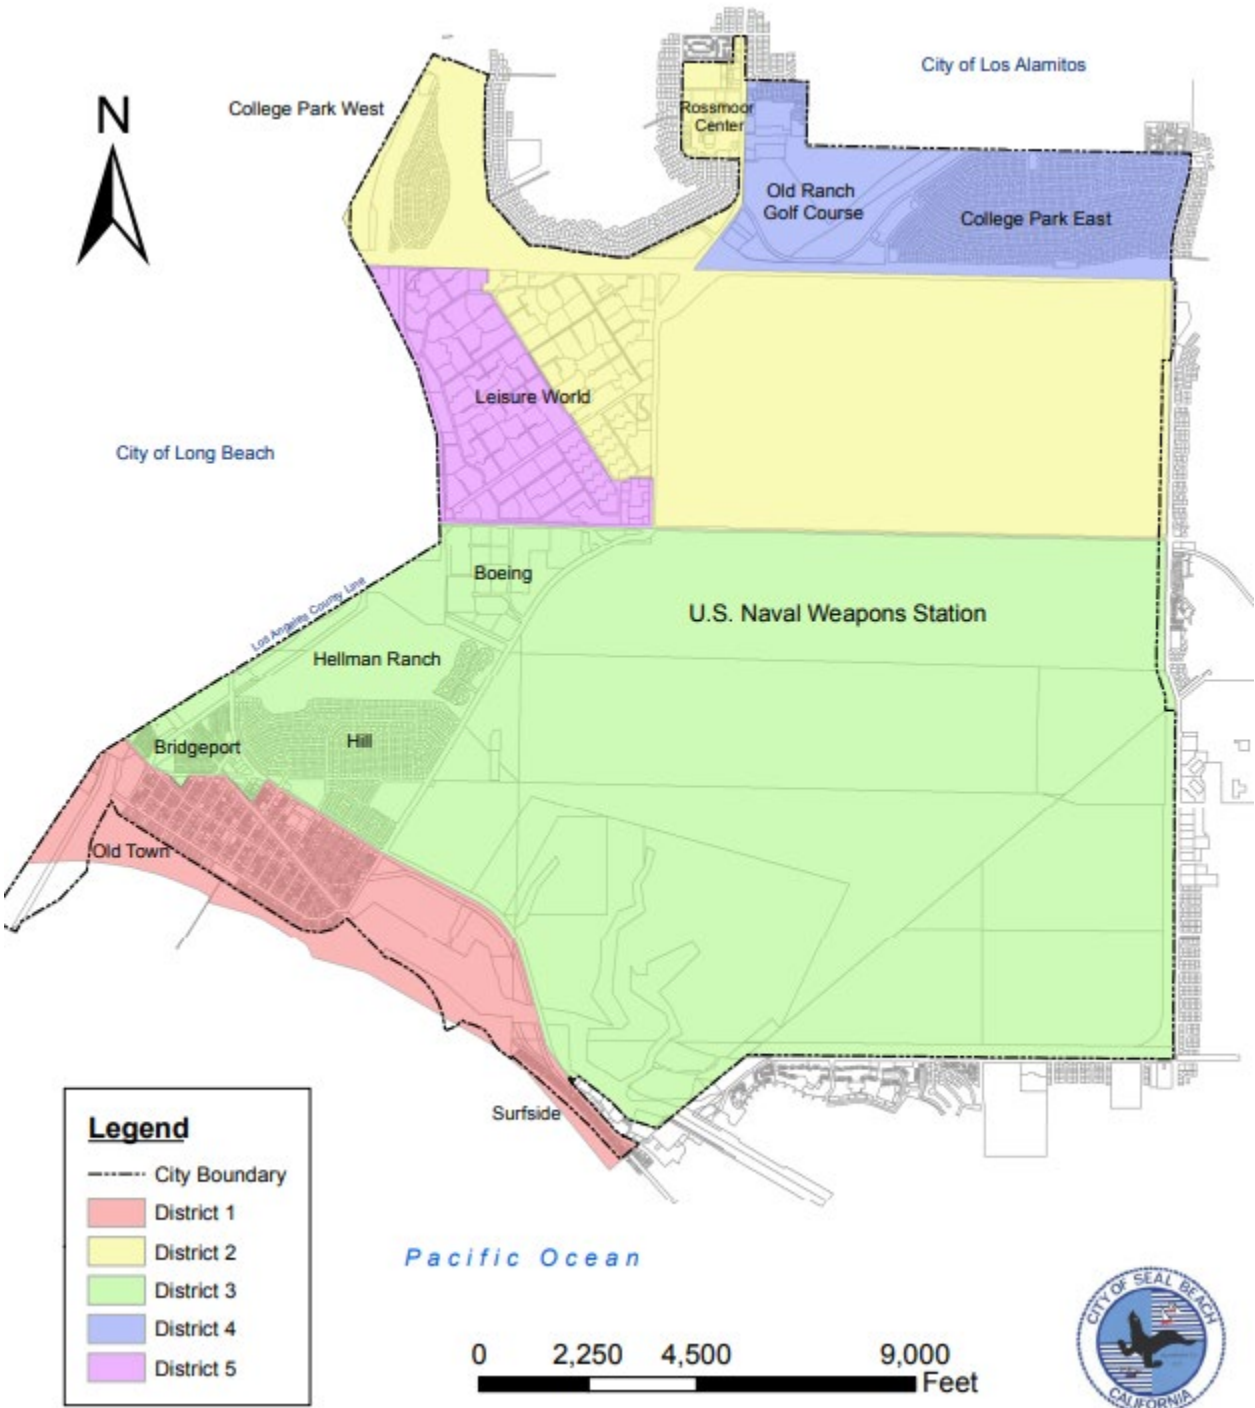 City of Los Alamitos
N
College Park West
Rossmoor
Center
Old Ranch
Golf Course
College Park East
Leisure World
City of Long Beach
Boeing
Los Angeles County Line
U.S. Naval Weapons Station
Hellman Ranch
Bridgeport
Hill
Old Town
Surfside
Legend
City Boundary
District 1
District 2
District 3
District 4
District 5
Pacific Ocean
0 2,250 4,500 9,000
Feet
CITY OF SEAL BEACH
CALIFORNIA